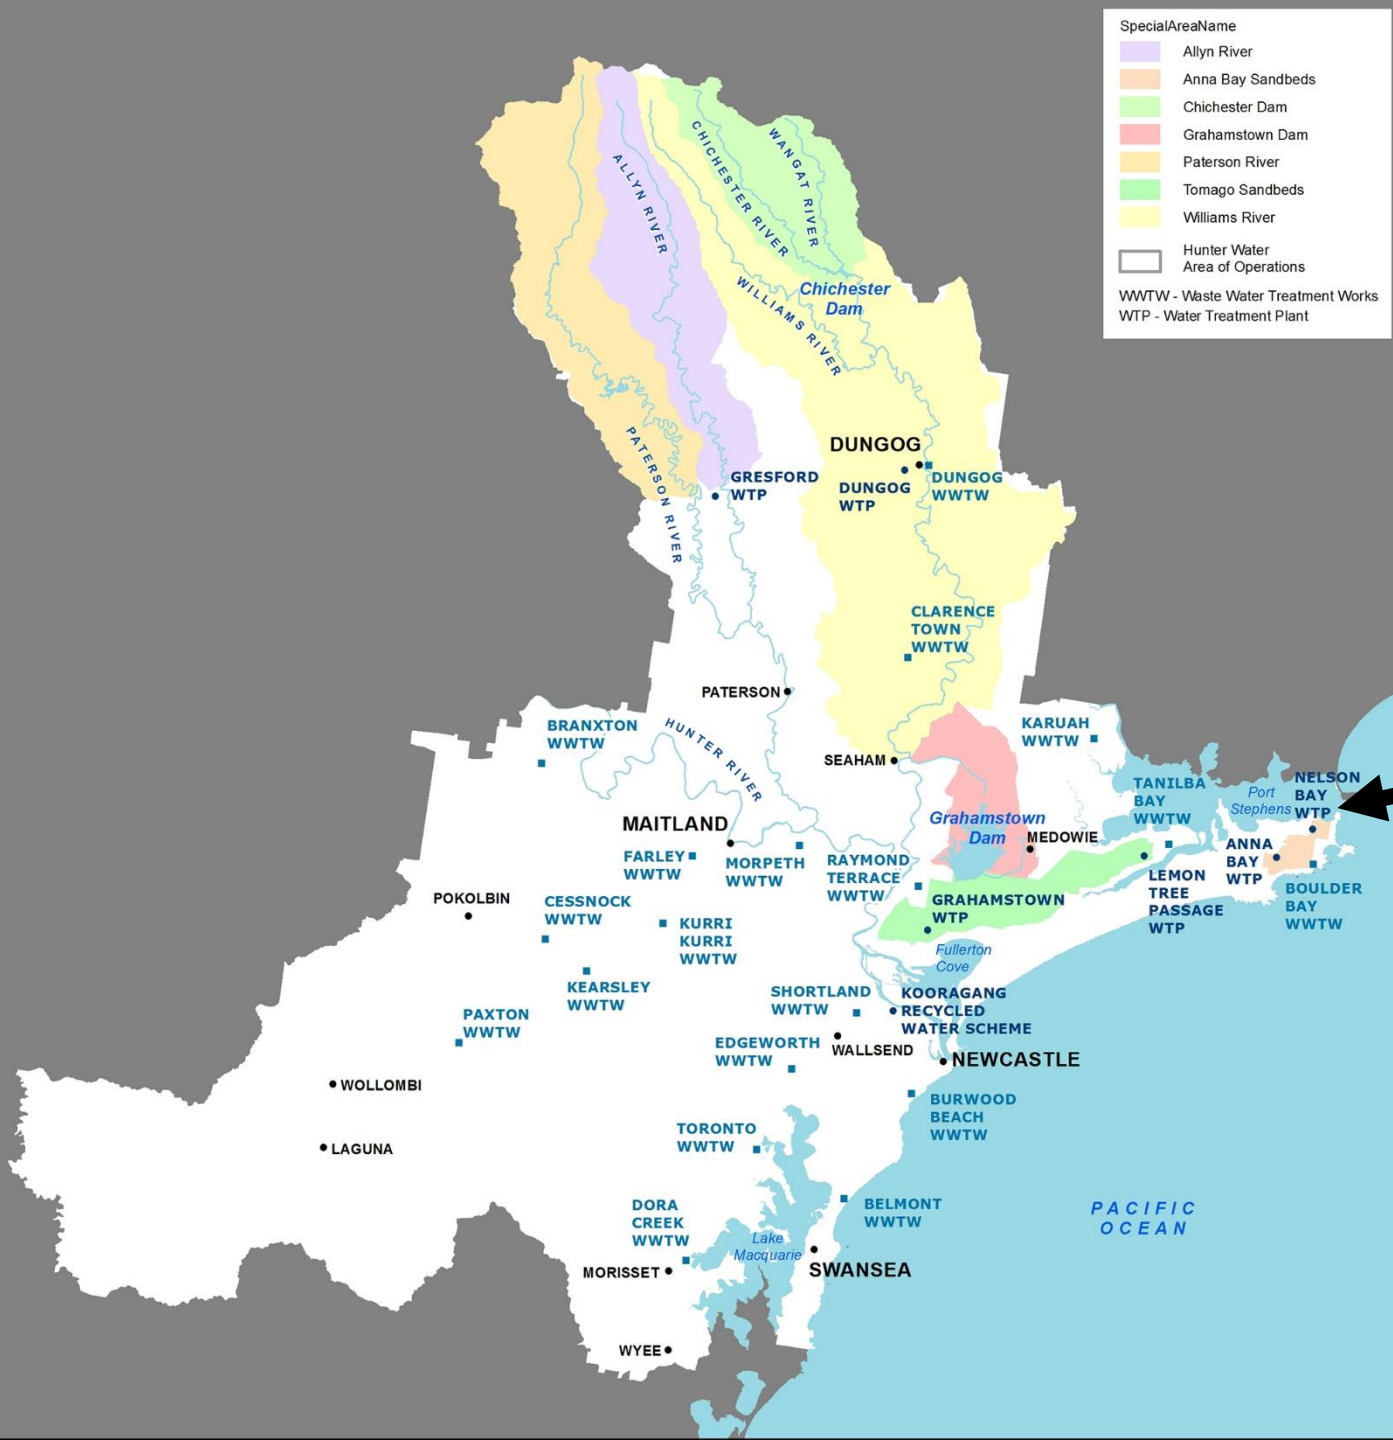 SpecialAreaName
Allyn River
Anna Bay Sandbeds
Chichester Dam
Grahamstown Dam
Paterson River
Tomago Sandbeds
Williams River
Hunter Water
Area of Operations
WWTW - Waste Water Treatment Works
WTP - Water Treatment Plant
CHICHESTER RIVER
WANGAT RIVER
ALLYN RIVER
WILLIAMS RIVER
Chichester
Dam
PATERSON RIVER
DUNGOG
GRESFORD
WTP
DUNGOG
WTP
DUNGOG
WWTW
CLARENCE
TOWN
WWTW
PATERSON
BRANXTON
WWTW
HUNTER RIVER
SEAHAM
KARUAH
WWTW
TANILBA
BAY
WWTW
Port
Stephens
NELSON
BAY
WTP
MAITLAND
Grahamstown
Dam
MEDOWIE
FARLEY
WWTW
MORPETH
WWTW
RAYMOND
TERRACE
WWTW
ANNA
BAY
WTP
LEMON
TREE
PASSAGE
WTP
BOULDER
BAY
WWTW
POKOLBIN
CESSNOCK
WWTW
KURRI
KURRI
WWTW
GRAHAMSTOWN
WTP
Fullerton
Cove
KEARSLEY
WWTW
SHORTLAND
WWTW
KOORAGANG
RECYCLED
WATER SCHEME
PAXTON
WWTW
EDGEWORTH
WWTW
WALLSEND
NEWCASTLE
WOLLOMBI
BURWOOD
BEACH
WWTW
LAGUNA
TORONTO
WWTW
DORA
CREEK
WWTW
BELMONT
WWTW
PACIFIC
OCEAN
Lake
Macquarie
MORISSET
SWANSEA
WYEE